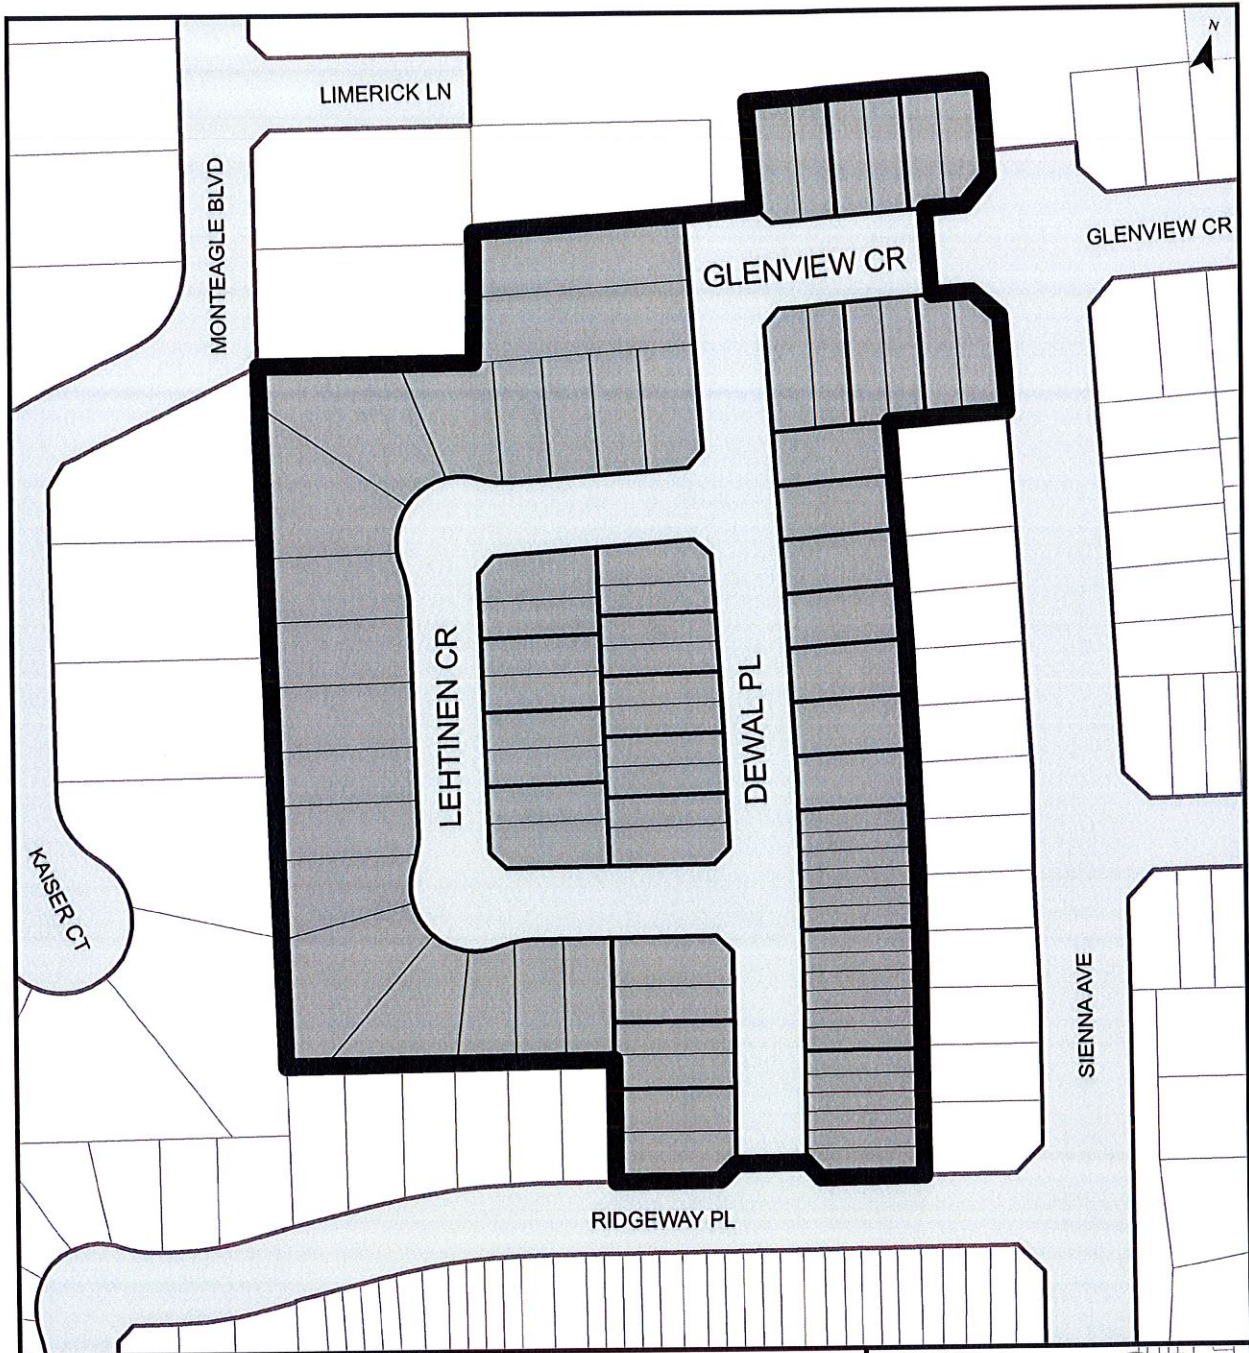 N
LIMERICK LN
MONTEAGLE BLVD
GLENVIEW CR
GLENVIEW CR
LEHTINEN CR
DEWAL PL
KAISER CT
SIENNA AVE
RIDGEWAY PL